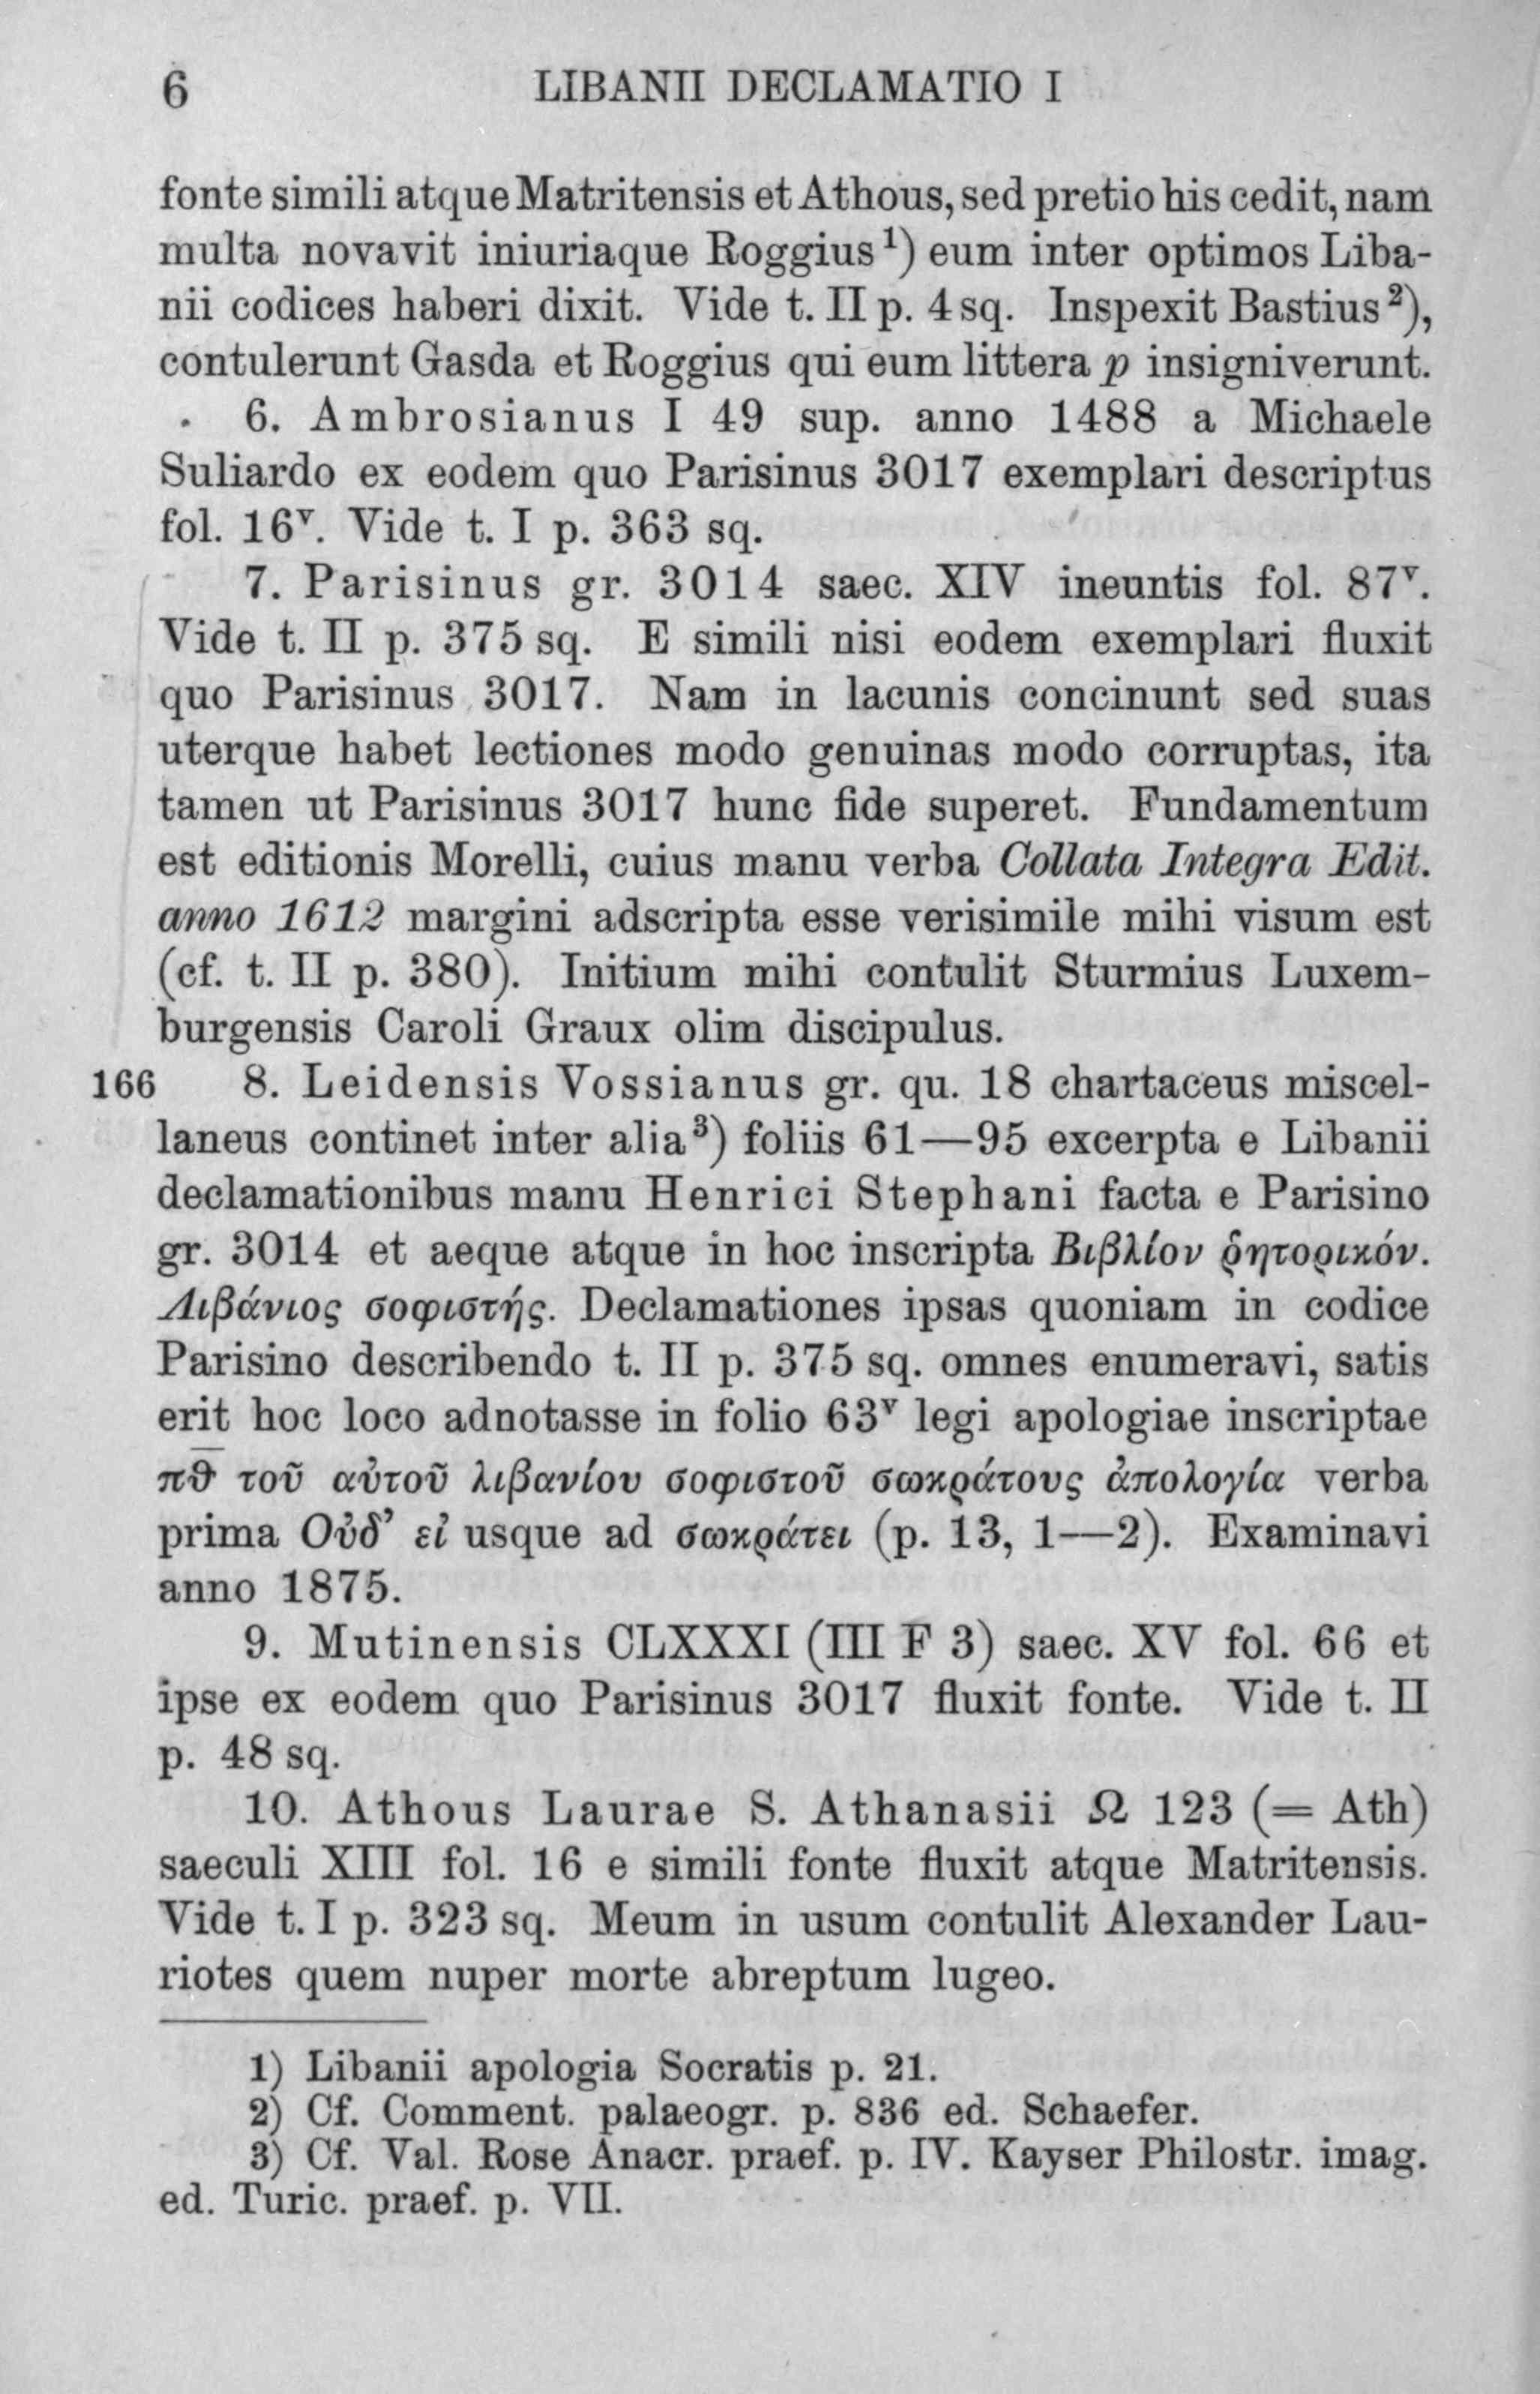 6 LIBANII DECLAMATIO I
fonte simili atque Matritensis et Athous, sed pretio his cedit, nam
multa novavit iniuriaque Roggius¹) eum inter optimos Liba-
nii codices haberi dixit. Vide t. II p. 4 sq. Inspexit Bastius²),
contulerunt Gasda et Roggius qui eum littera p insigniverunt.
6. Ambrosianus I 49 sup. anno 1488 a Michaele
Suliardo ex eodem quo Parisinus 3017 exemplari descriptus
fol. 16ᵛ. Vide t. I p. 363 sq.
7. Parisinus gr. 3014 saec. XIV ineuntis fol. 87ᵛ.
Vide t. II p. 375 sq. E simili nisi eodem exemplari fluxit
quo Parisinus 3017. Nam in lacunis concinunt sed suas
uterque habet lectiones modo genuinas modo corruptas, ita
tamen ut Parisinus 3017 hunc fide superet. Fundamentum
est editionis Morelli, cuius manu verba Collata Integra Edit.
anno 1612 margini adscripta esse verisimile mihi visum est
(cf. t. II p. 380). Initium mihi contulit Sturmius Luxem-
burgensis Caroli Graux olim discipulus.
166 8. Leidensis Vossianus gr. qu. 18 chartaceus miscel-
laneus continet inter alia³) foliis 61—95 excerpta e Libanii
declamationibus manu Henrici Stephani facta e Parisino
gr. 3014 et aeque atque in hoc inscripta Βιβλίον ῥητορικόν.
Λιβάνιος σοφιστής. Declamationes ipsas quoniam in codice
Parisino describendo t. II p. 375 sq. omnes enumeravi, satis
erit hoc loco adnotasse in folio 63ᵛ legi apologiae inscriptae
π̅θ̅ τοῦ αὐτοῦ λιβανίου σοφιστοῦ σωκράτους ἀπολογία verba
prima Οὐδ’ εἰ usque ad σωκράτει (p. 13, 1—2). Examinavi
anno 1875.
9. Mutinensis CLXXXI (III F 3) saec. XV fol. 66 et
ipse ex eodem quo Parisinus 3017 fluxit fonte. Vide t. II
p. 48 sq.
10. Athous Laurae S. Athanasii Ω 123 (= Ath)
saeculi XIII fol. 16 e simili fonte fluxit atque Matritensis.
Vide t. I p. 323 sq. Meum in usum contulit Alexander Lau-
riotes quem nuper morte abreptum lugeo.
1) Libanii apologia Socratis p. 21.
2) Cf. Comment. palaeogr. p. 836 ed. Schaefer.
3) Cf. Val. Rose Anacr. praef. p. IV. Kayser Philostr. imag.
ed. Turic. praef. p. VII.